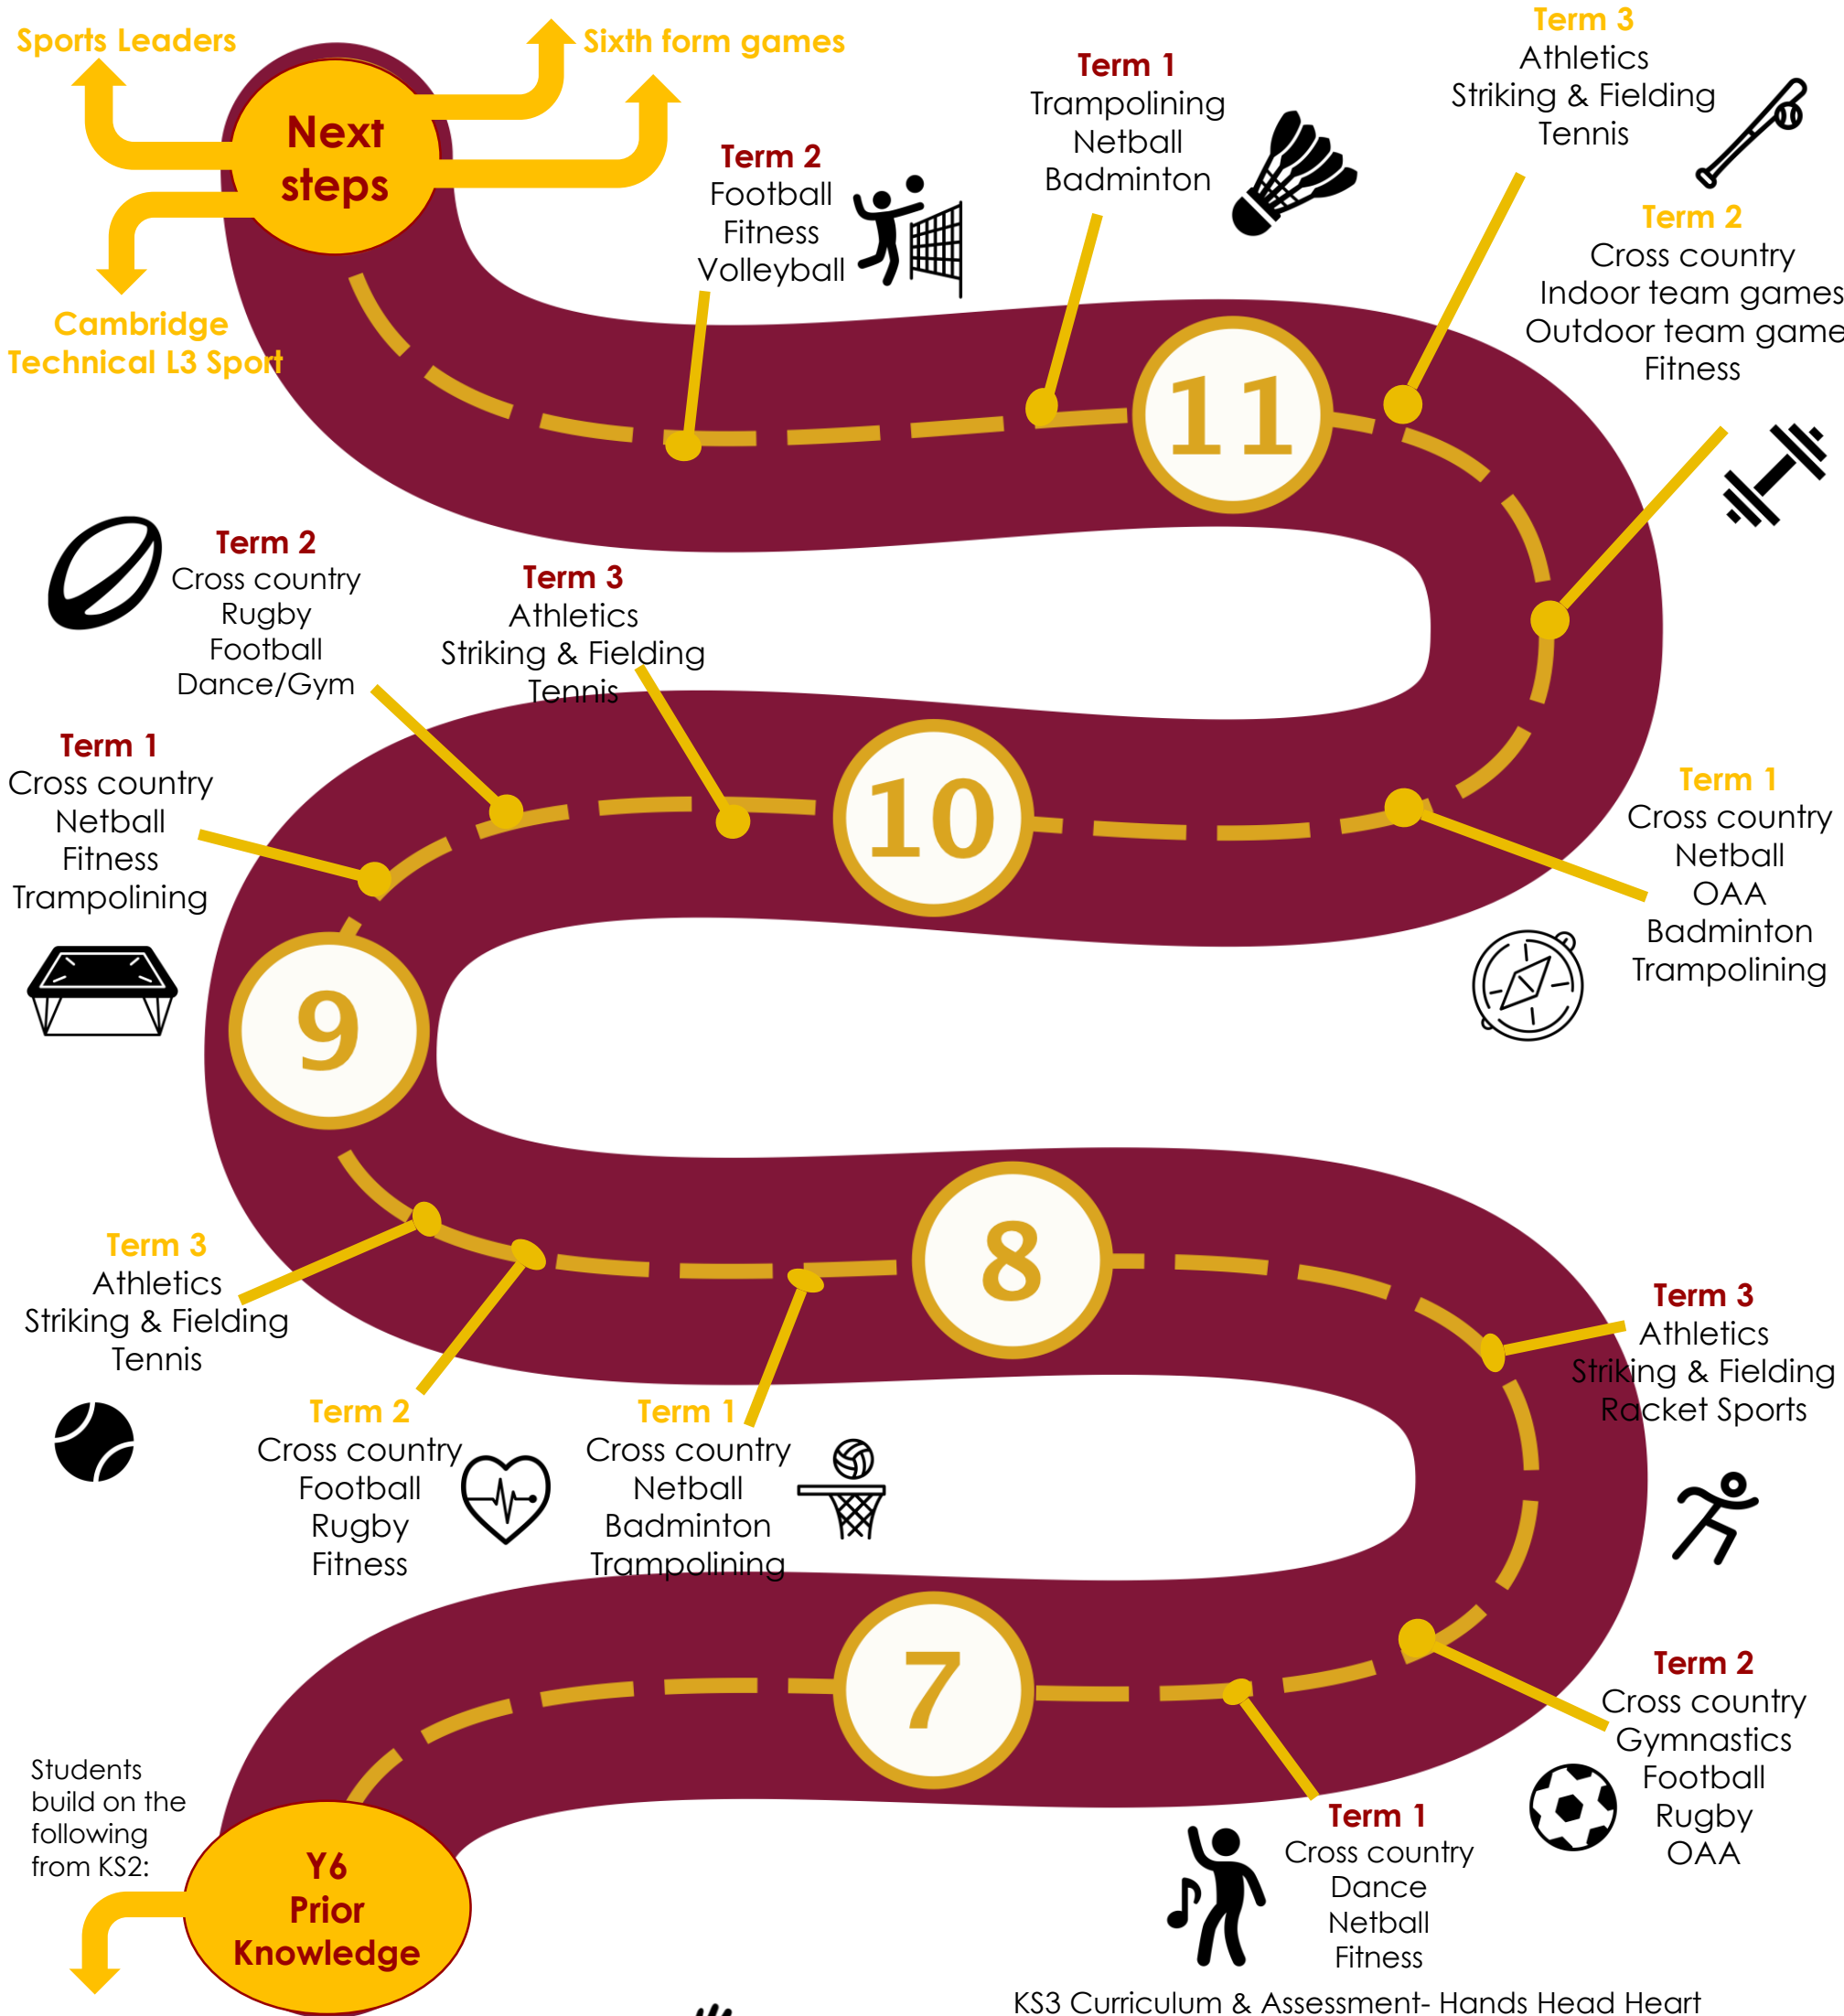 Sports Leaders
Sixth form games
Next
steps
Cambridge
Technical L3 Sport
Term 2
Football
Fitness
Volleyball
Term 1
Trampolining
Netball
Badminton
Term 3
Athletics
Striking & Fielding
Tennis
Term 2
Cross country
Indoor team games
Outdoor team game
Fitness
11
Term 2
Cross country
Rugby
Football
Dance/Gym
Term 3
Athletics
Striking & Fielding
Tennis
Term 1
Cross country
Netball
Fitness
Trampolining
10
Term 1
Cross country
Netball
OAA
Badminton
Trampolining
9
Term 3
Athletics
Striking & Fielding
Tennis
8
Term 2
Cross country
Football
Rugby
Fitness
Term 1
Cross country
Netball
Badminton
Trampolining
Term 3
Athletics
Striking & Fielding
Racket Sports
7
Term 2
Cross country
Gymnastics
Football
Rugby
OAA
Term 1
Cross country
Dance
Netball
Fitness
Students
build on the
following
from KS2:
Y6
Prior
Knowledge
KS3 Curriculum & Assessment- Hands Head Heart